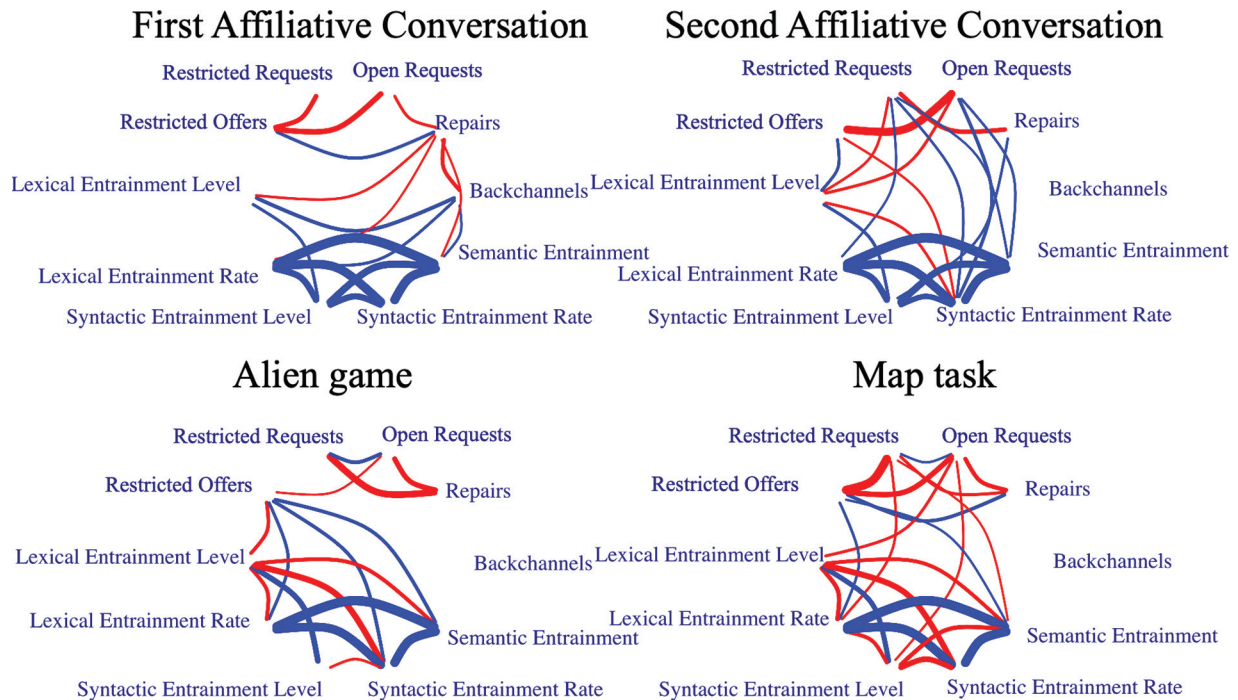 First Affiliative Conversation
Second Affiliative Conversation
Restricted Requests
Open Requests
Restricted Offers
Repairs
Lexical Entrainment Level
Backchannels
Semantic Entrainment
Lexical Entrainment Rate
Syntactic Entrainment Level
Syntactic Entrainment Rate
Restricted Requests
Open Requests
Restricted Offers
Repairs
Lexical Entrainment Level
Backchannels
Semantic Entrainment
Lexical Entrainment Rate
Syntactic Entrainment Level
Syntactic Entrainment Rate
Alien game
Map task
Restricted Requests
Open Requests
Restricted Offers
Repairs
Lexical Entrainment Level
Backchannels
Lexical Entrainment Rate
Semantic Entrainment
Syntactic Entrainment Level
Syntactic Entrainment Rate
Restricted Requests
Open Requests
Restricted Offers
Repairs
Lexical Entrainment Level
Backchannels
Lexical Entrainment Rate
Semantic Entrainment
Syntactic Entrainment Level
Syntactic Entrainment Rate